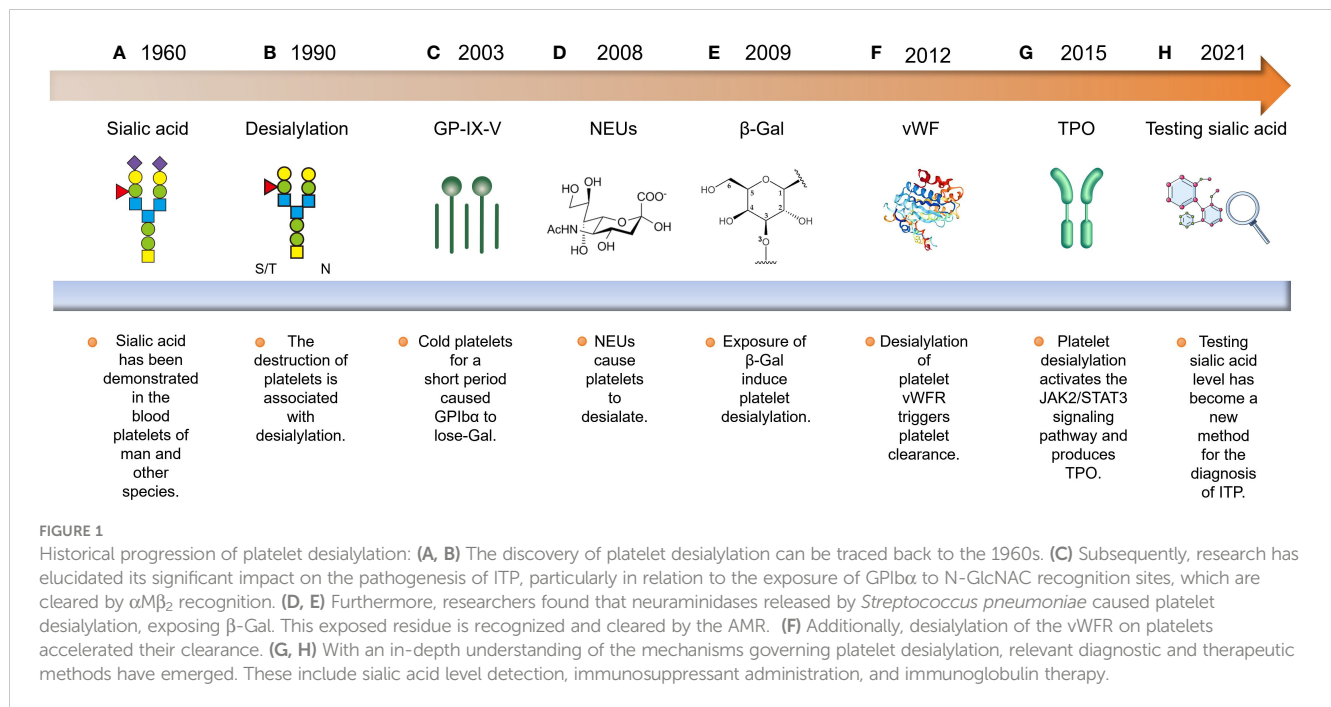 A 1960 B 1990 C 2003 D 2008 E 2009 F 2012 G 2015 H 2021
Sialic acid Desialylation GP-IX-V NEUs β-Gal vWF TPO Testing sialic acid
S/T N
HO HO COO⁻ O OH AcHN HO OH
6 HO 5 O 1 4 HO 3 2 OH 3 O
Sialic acid
has been
demonstrated
in the
blood
platelets of
man and
other
species.
The
destruction of
platelets is
associated
with
desialylation.
Cold platelets
for a
short period
caused
GPIbα to
lose-Gal.
NEUs
cause
platelets
to
desialate.
Exposure of
β-Gal
induce
platelet
desialylation.
Desialylation
of
platelet
vWFR
triggers
platelet
clearance.
Platelet
desialylation
activates the
JAK2/STAT3
signaling
pathway and
produces
TPO.
Testing
sialic acid
level has
become a
new
method
for the
diagnosis
of ITP.
FIGURE 1
Historical progression of platelet desialylation: (A, B) The discovery of platelet desialylation can be traced back to the 1960s. (C) Subsequently, research has
elucidated its significant impact on the pathogenesis of ITP, particularly in relation to the exposure of GPIbα to N-GlcNAC recognition sites, which are
cleared by αMβ₂ recognition. (D, E) Furthermore, researchers found that neuraminidases released by Streptococcus pneumoniae caused platelet
desialylation, exposing β-Gal. This exposed residue is recognized and cleared by the AMR. (F) Additionally, desialylation of the vWFR on platelets
accelerated their clearance. (G, H) With an in-depth understanding of the mechanisms governing platelet desialylation, relevant diagnostic and therapeutic
methods have emerged. These include sialic acid level detection, immunosuppressant administration, and immunoglobulin therapy.